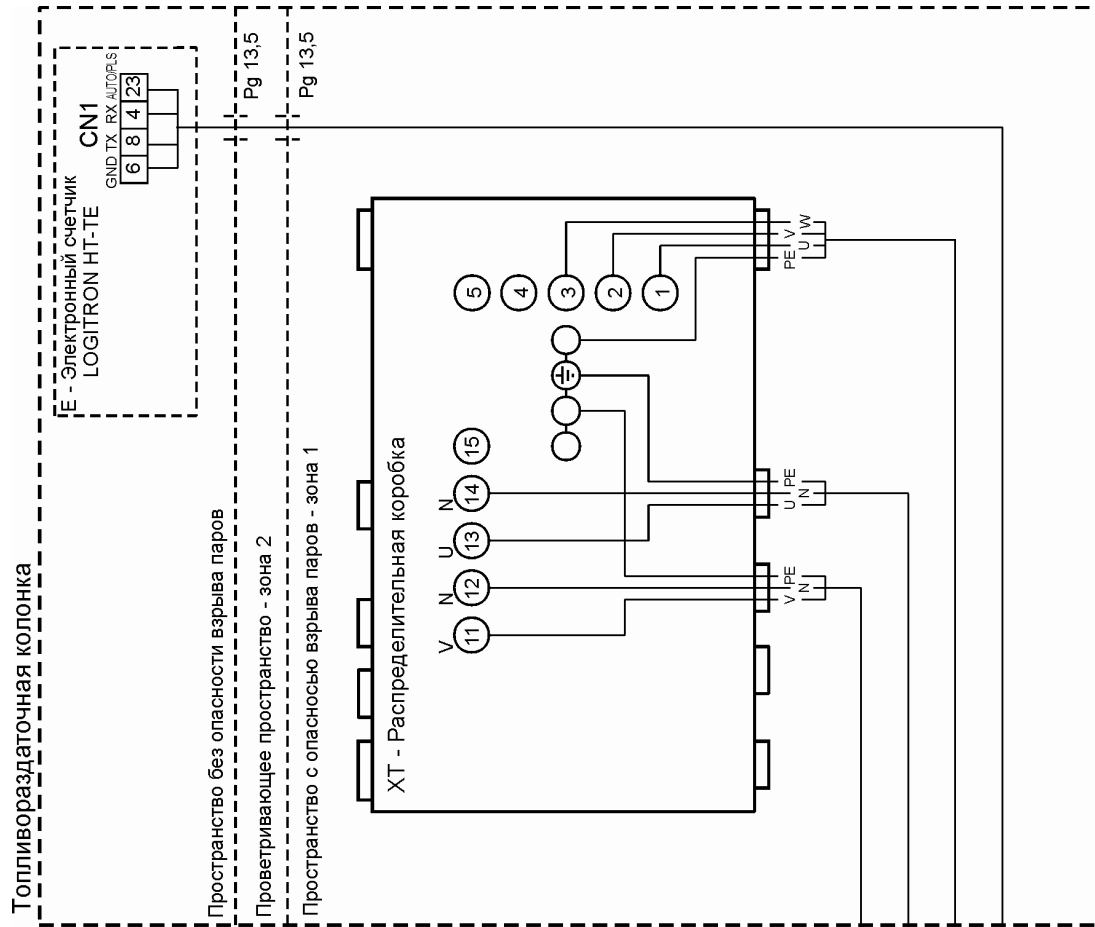 Топливораздаточная колонка
E - Электронный счетчик
LOGITRON HT-TE
CN1
GND TX RX AUTO/PLS
6 8 4 23
Пространство без опасности взрыва паров
Pg 13,5
Проветривающее пространство - зона 2
Pg 13,5
Пространство с опасносью взрыва паров - зона 1
XT - Распределительная коробка
V N U N
11 12 13 14 15
5
4
3
2
1
V N PE
U N PE
PE U V W